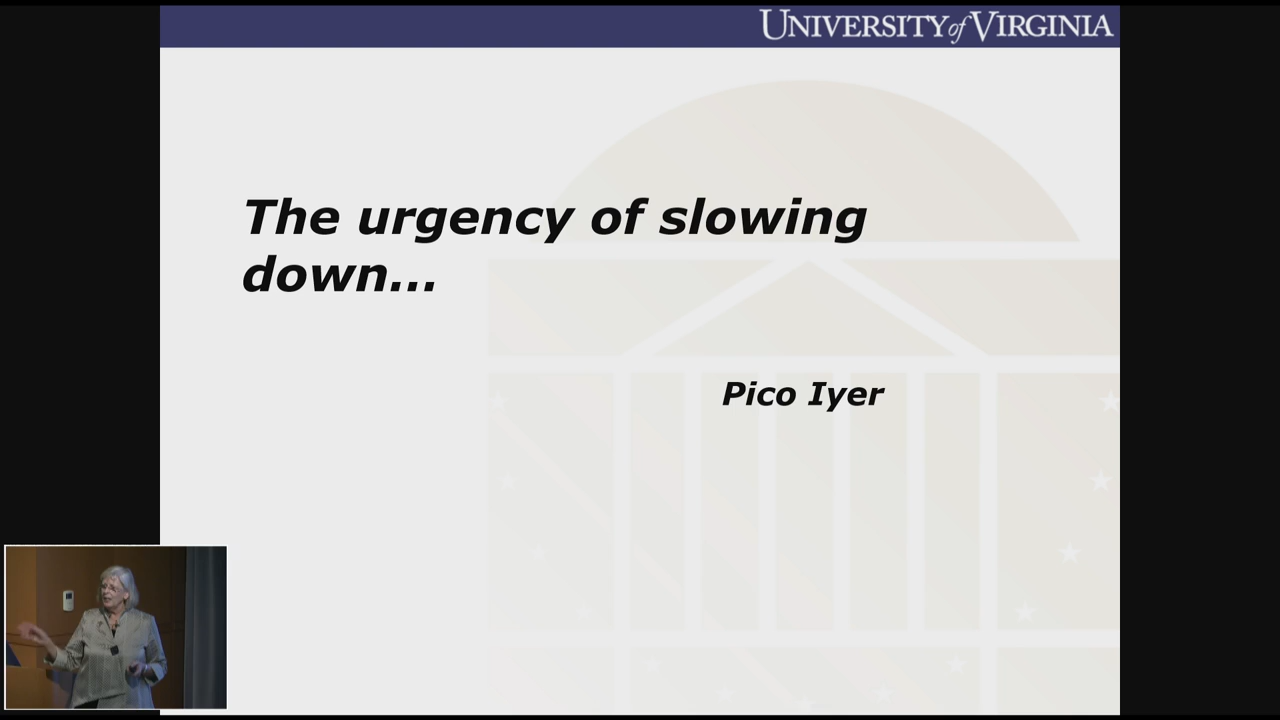 UNIVERSITY of VIRGINIA
The urgency of slowing
down...
Pico Iyer